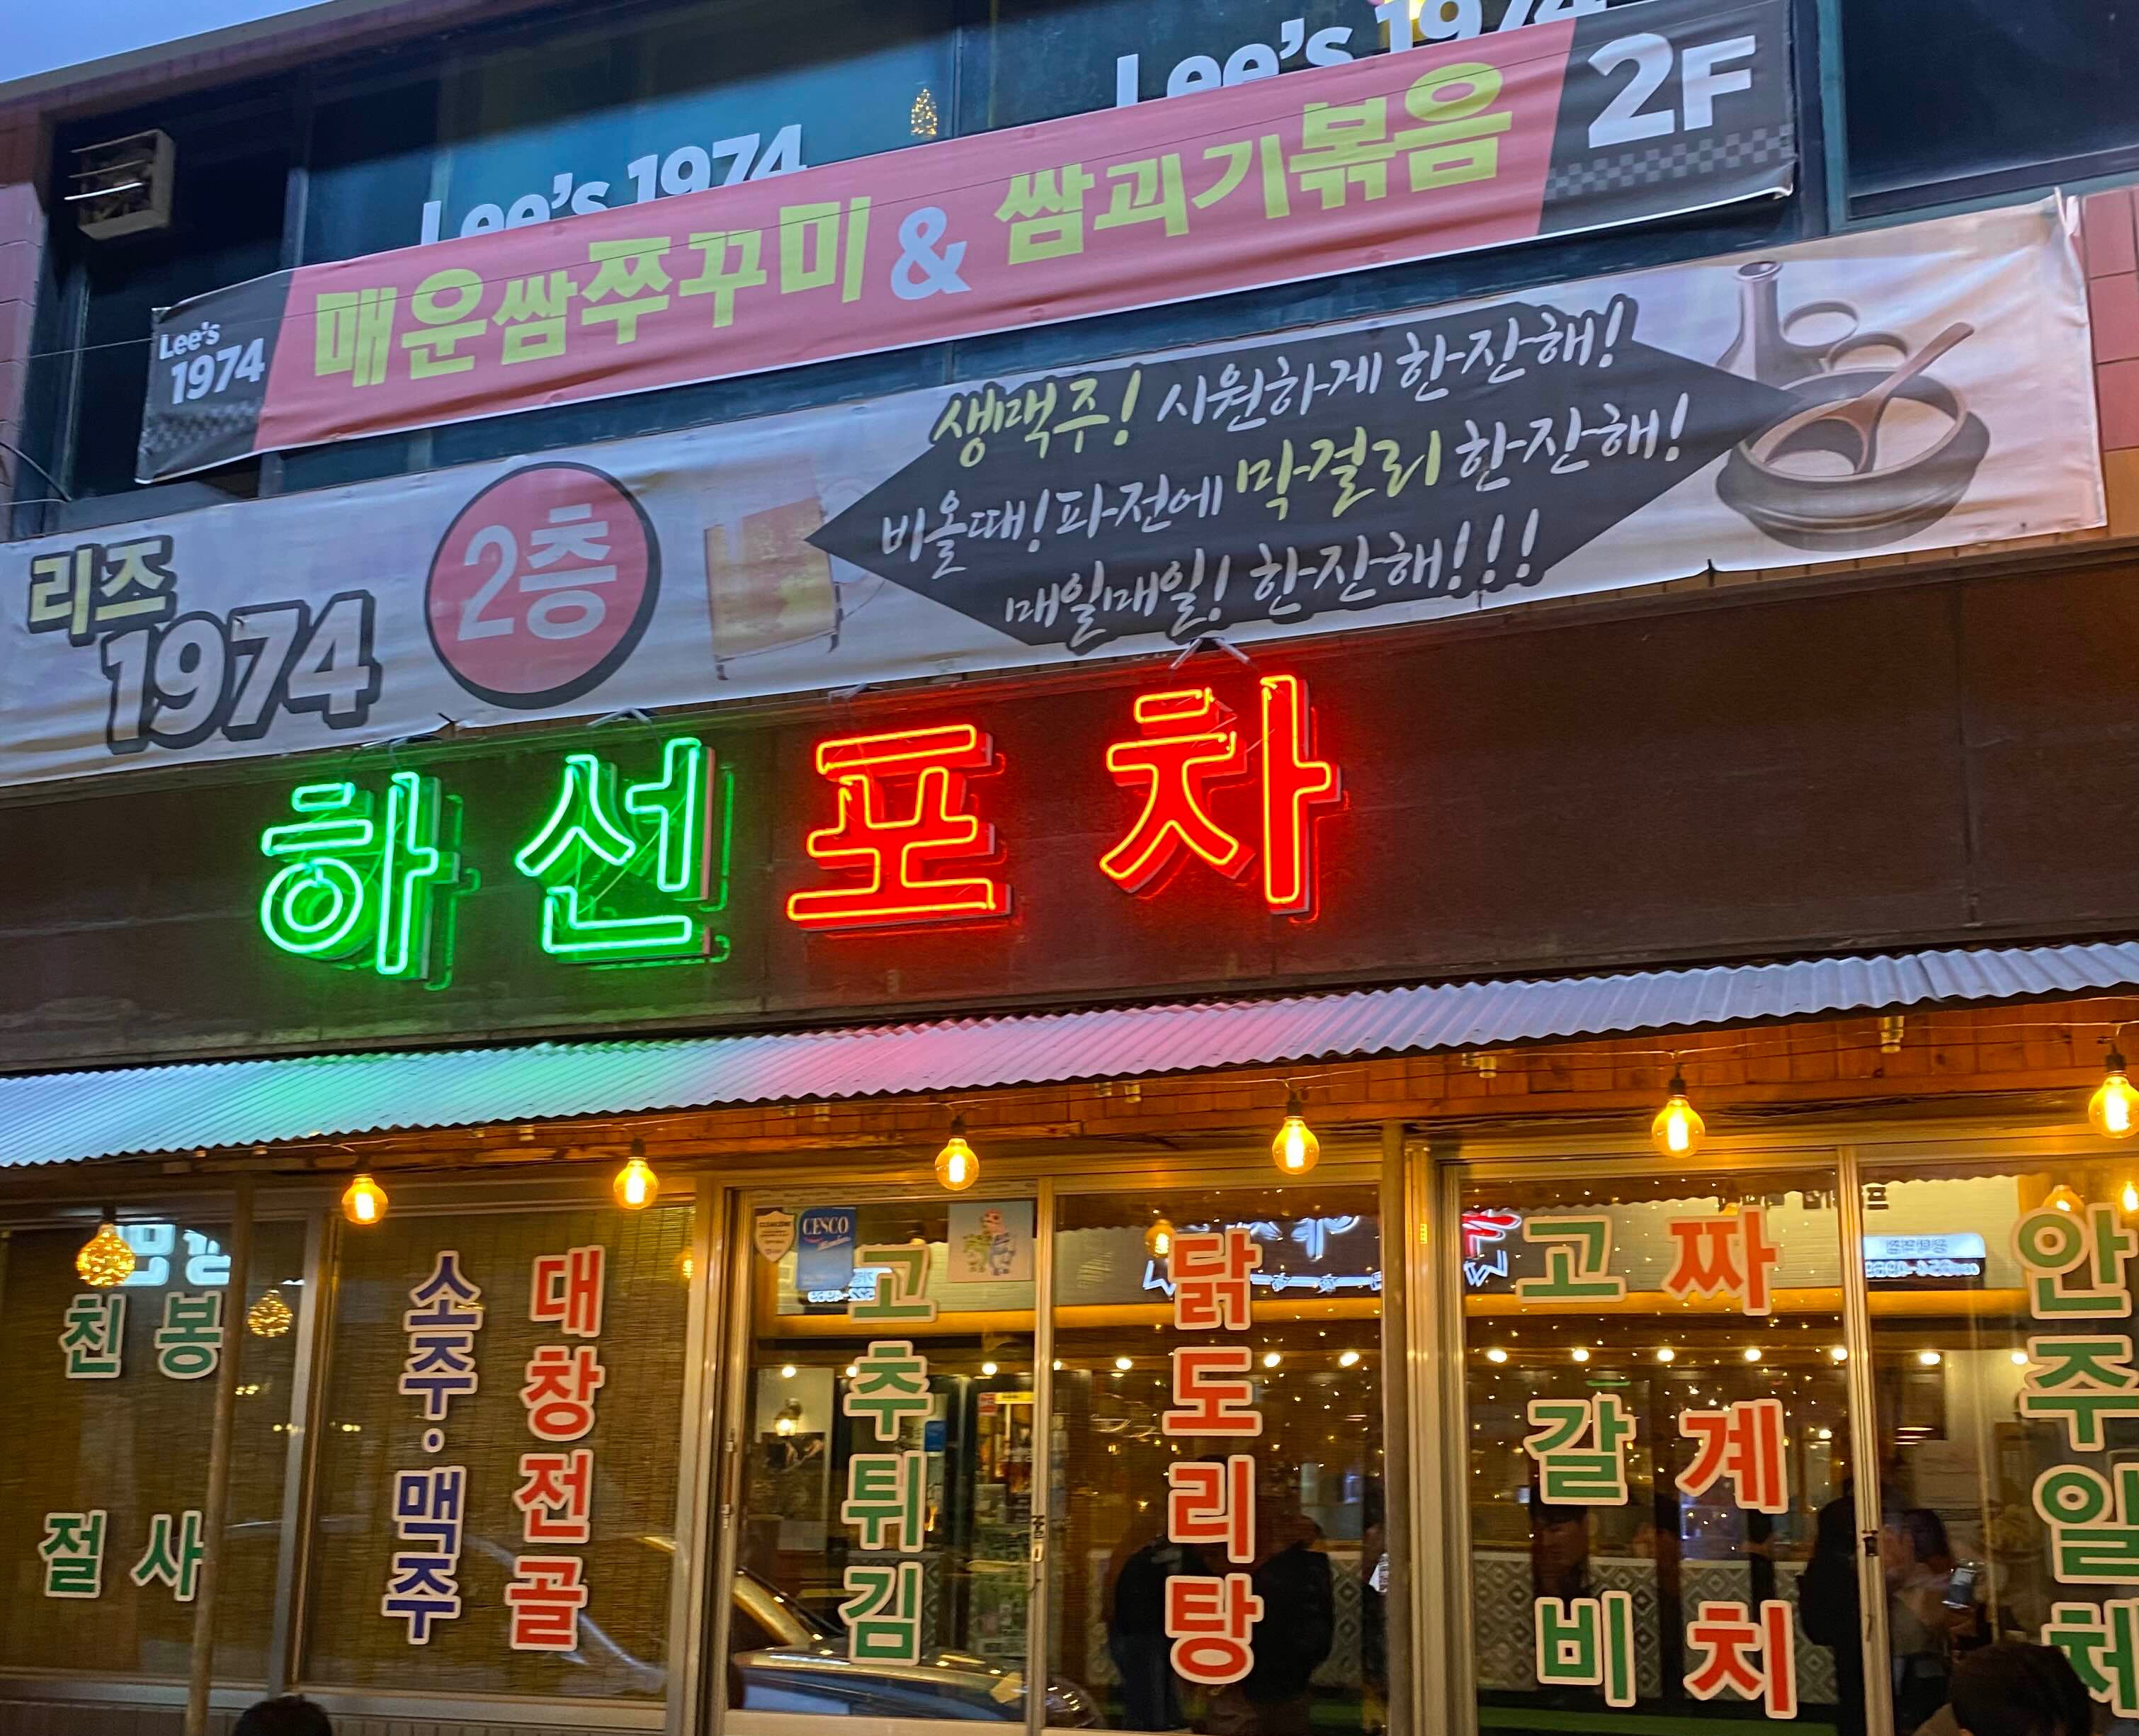 Lee's 1974
Lee's 1974
Lee's 1974
매운쌈쭈꾸미 & 쌈괴기볶음
2F
리즈 1974
2층
생맥주! 시원하게 한잔해!
비올때! 파전에 막걸리 한잔해!
매일매일! 한잔해!!!
하선포차
친절
봉사
소주·맥주
대창전골
CESCO
고추튀김
닭도리탕
고갈비
짜계치
안주일체